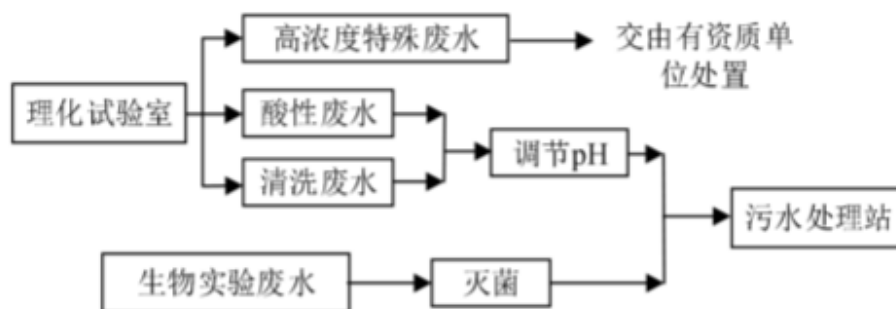 高浓度特殊废水
交由有资质单
位处置
理化试验室
酸性废水
清洗废水
调节pH
污水处理站
生物实验废水
灭菌